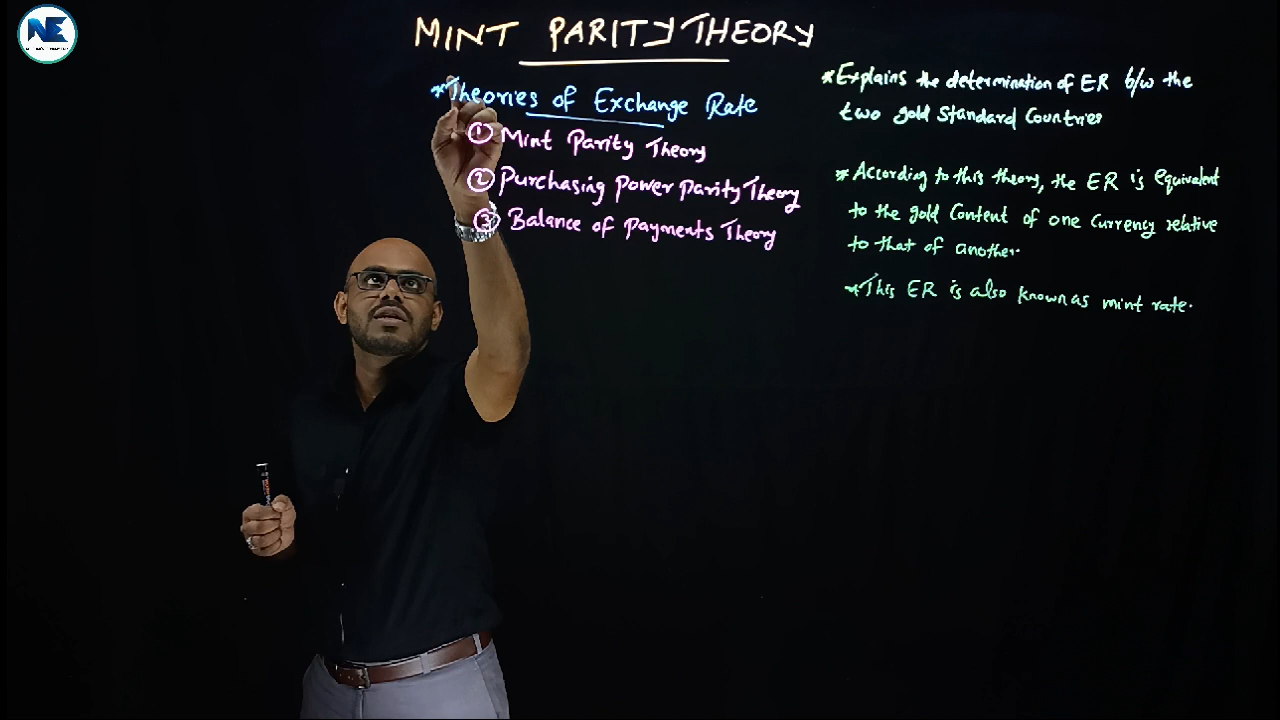 NE
MINT PARITY THEORY
*Theories of Exchange Rate
① Mint Parity Theory
② Purchasing Power Parity Theory
③ Balance of Payments Theory
*Explains the determination of ER b/w the
two gold Standard Countries
*According to this theory, the ER is equivalent
to the gold Content of one Currency relative
to that of another.
*This ER is also known as mint rate.